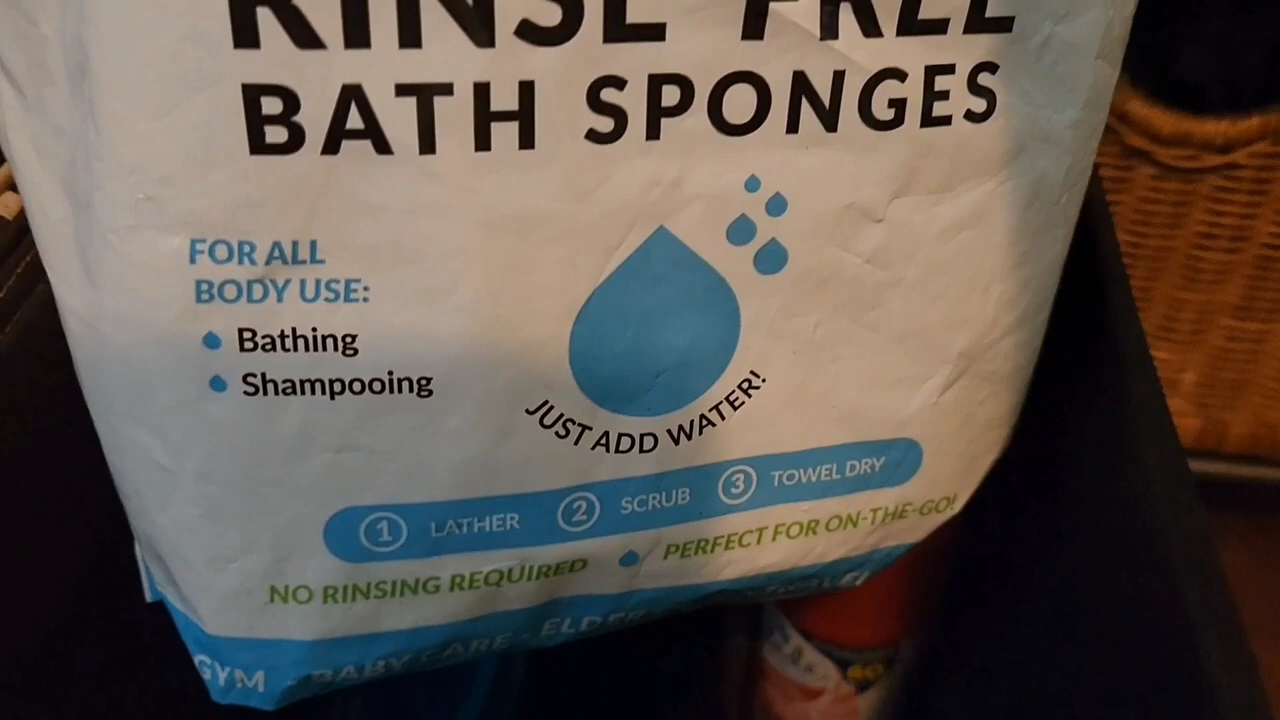 RINSE FREE
BATH SPONGES
FOR ALL
BODY USE:
Bathing
Shampooing
JUST ADD WATER!
1 LATHER 2 SCRUB 3 TOWEL DRY
NO RINSING REQUIRED PERFECT FOR ON-THE-GO!
GYM BABY CARE - ELDER